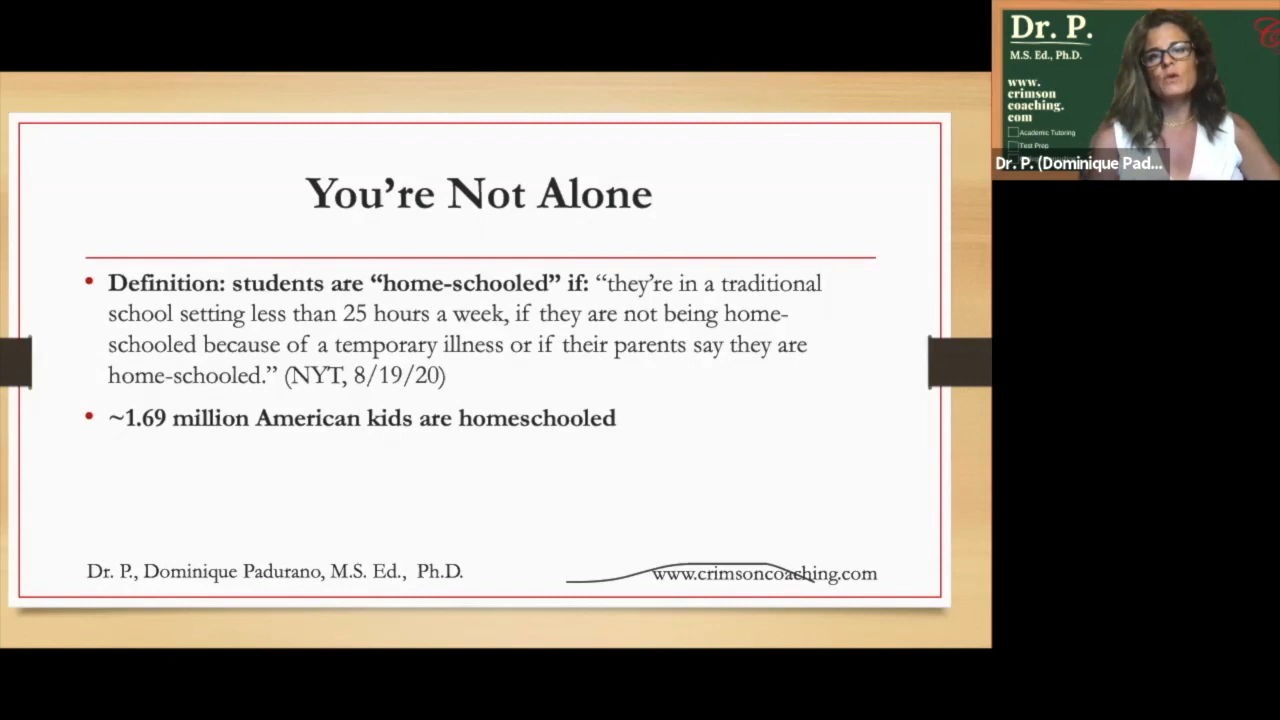 You’re Not Alone
• Definition: students are “home-schooled” if: “they’re in a traditional
school setting less than 25 hours a week, if they are not being home-
schooled because of a temporary illness or if their parents say they are
home-schooled.” (NYT, 8/19/20)
• ~1.69 million American kids are homeschooled
Dr. P., Dominique Padurano, M.S. Ed., Ph.D.
www.crimsoncoaching.com
Dr. P.
M.S. Ed., Ph.D.
www.
crimson
coaching.
com
Academic Tutoring
Test Prep
Dr. P. (Dominique Pad...